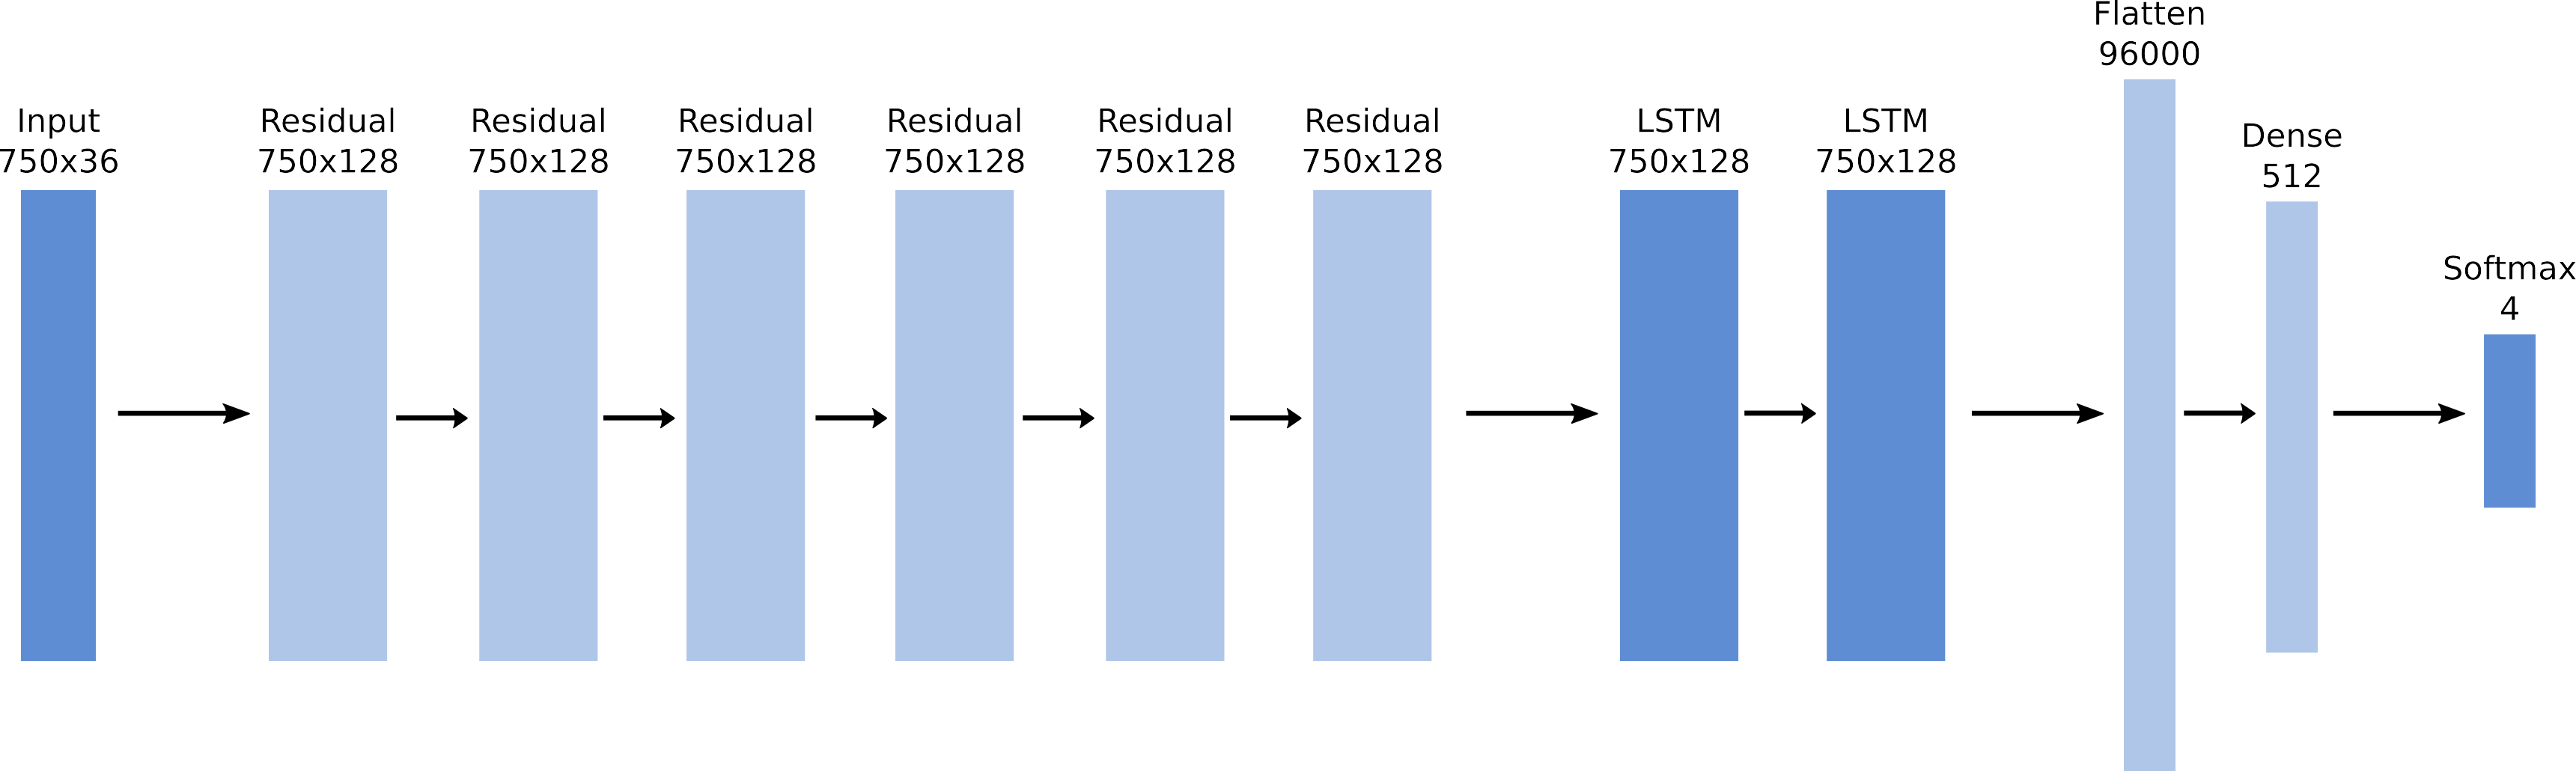 Input
750x36
Residual
750x128
Residual
750x128
Residual
750x128
Residual
750x128
Residual
750x128
Residual
750x128
LSTM
750x128
LSTM
750x128
Flatten
96000
Dense
512
Softmax
4